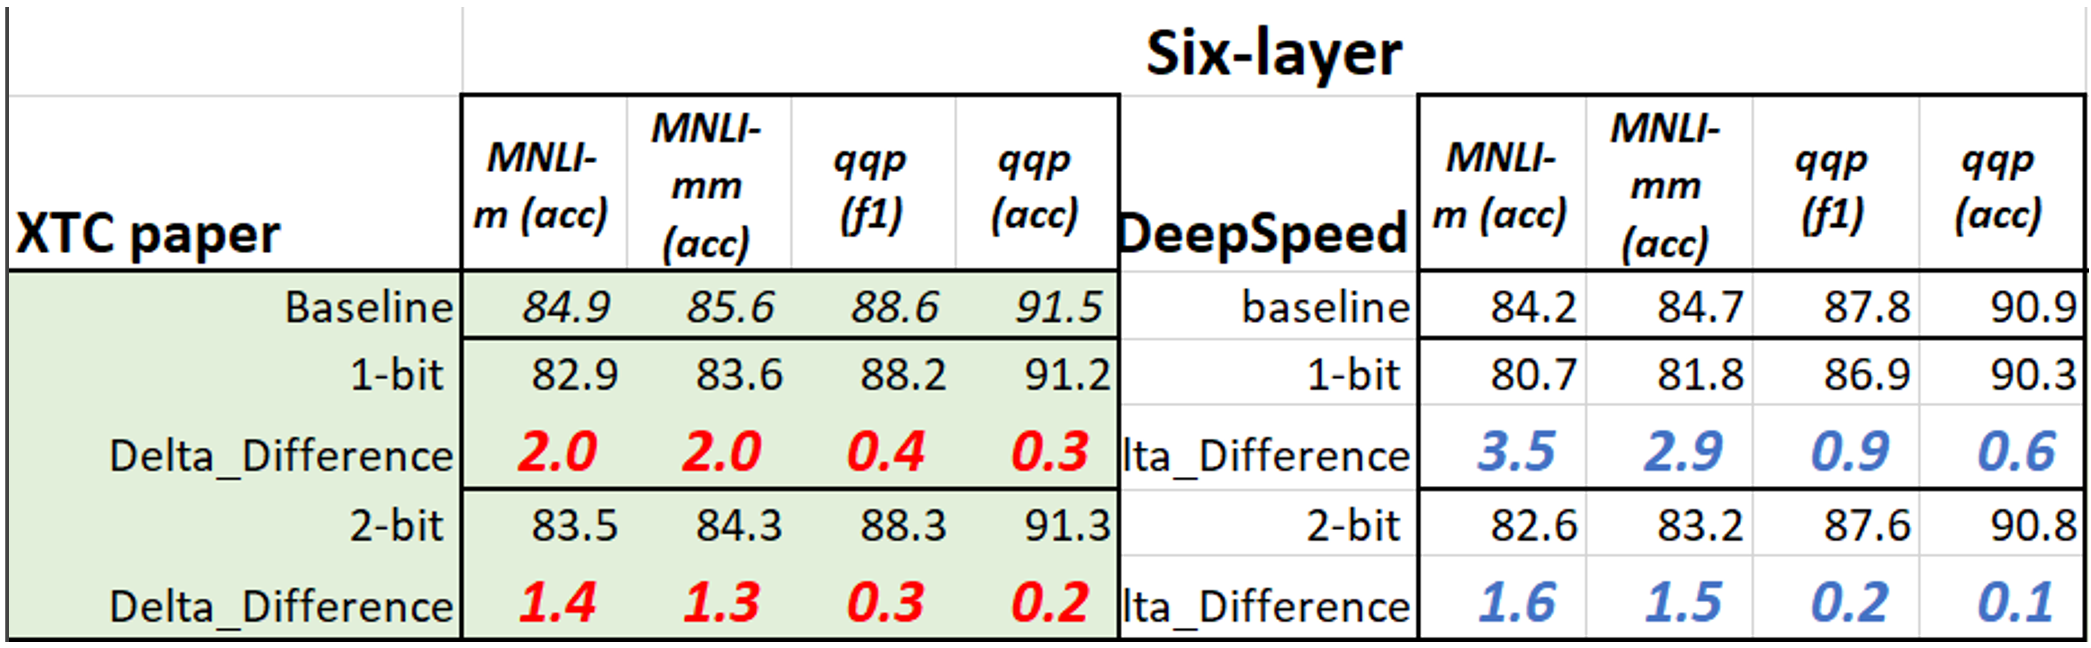 Six-layer
XTC paper MNLI-m (acc) MNLI-mm (acc) qqp (f1) qqp (acc) DeepSpeed MNLI-m (acc) MNLI-mm (acc) qqp (f1) qqp (acc)
Baseline 84.9 85.6 88.6 91.5 baseline 84.2 84.7 87.8 90.9
1-bit 82.9 83.6 88.2 91.2 1-bit 80.7 81.8 86.9 90.3
Delta_Difference 2.0 2.0 0.4 0.3 lta_Difference 3.5 2.9 0.9 0.6
2-bit 83.5 84.3 88.3 91.3 2-bit 82.6 83.2 87.6 90.8
Delta_Difference 1.4 1.3 0.3 0.2 lta_Difference 1.6 1.5 0.2 0.1